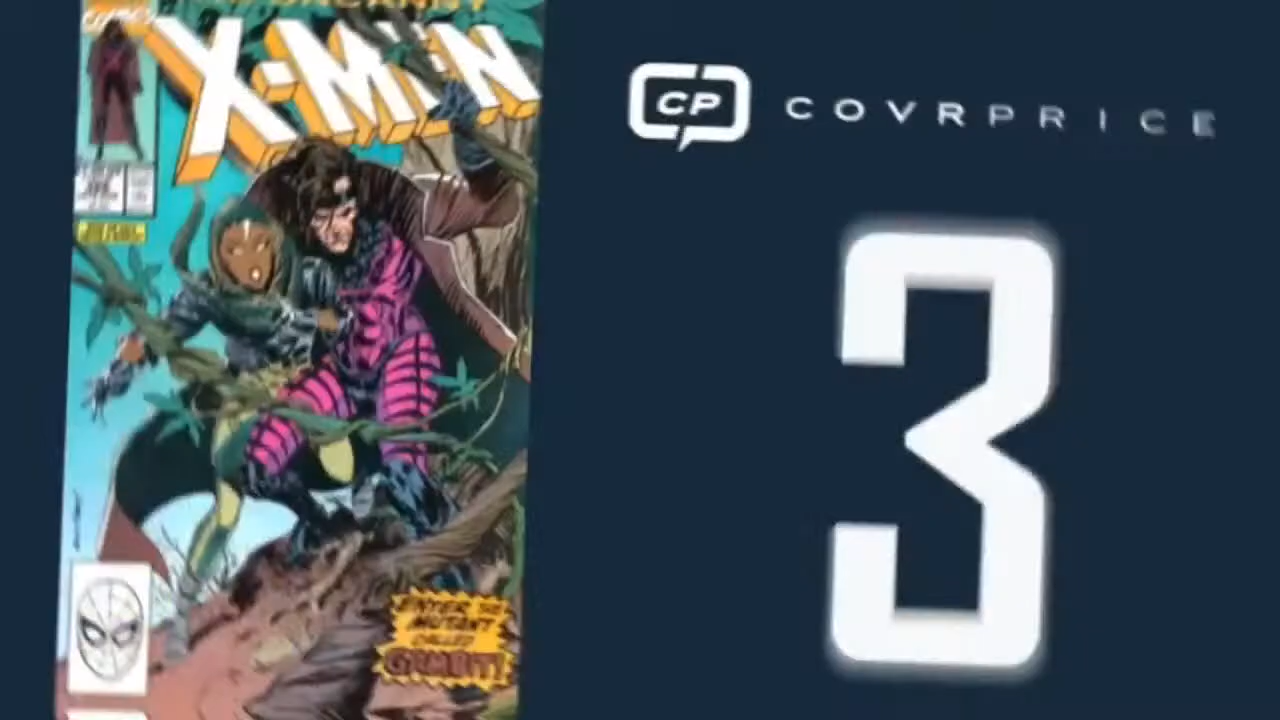 X-MEN
ENTER THE
MUTANT
CALLED
GAMBIT!
CP
COVRPRICE
3